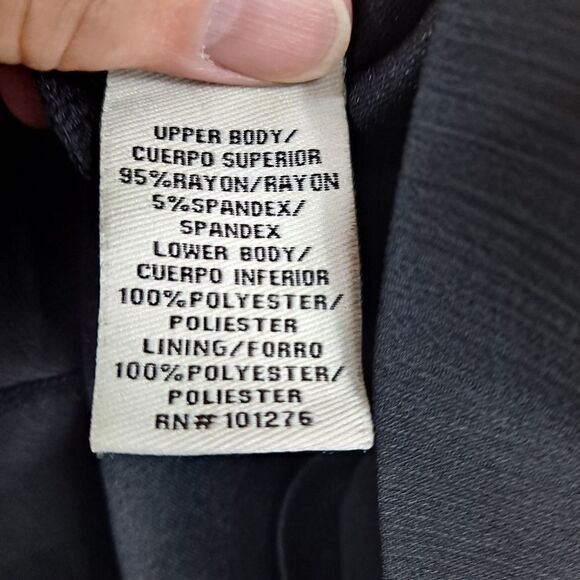 UPPER BODY/
CUERPO SUPERIOR
95%RAYON/RAYON
5%SPANDEX/
SPANDEX
LOWER BODY/
CUERPO INFERIOR
100%POLYESTER/
POLIESTER
LINING/FORRO
100%POLYESTER/
POLIESTER
RN# 101276